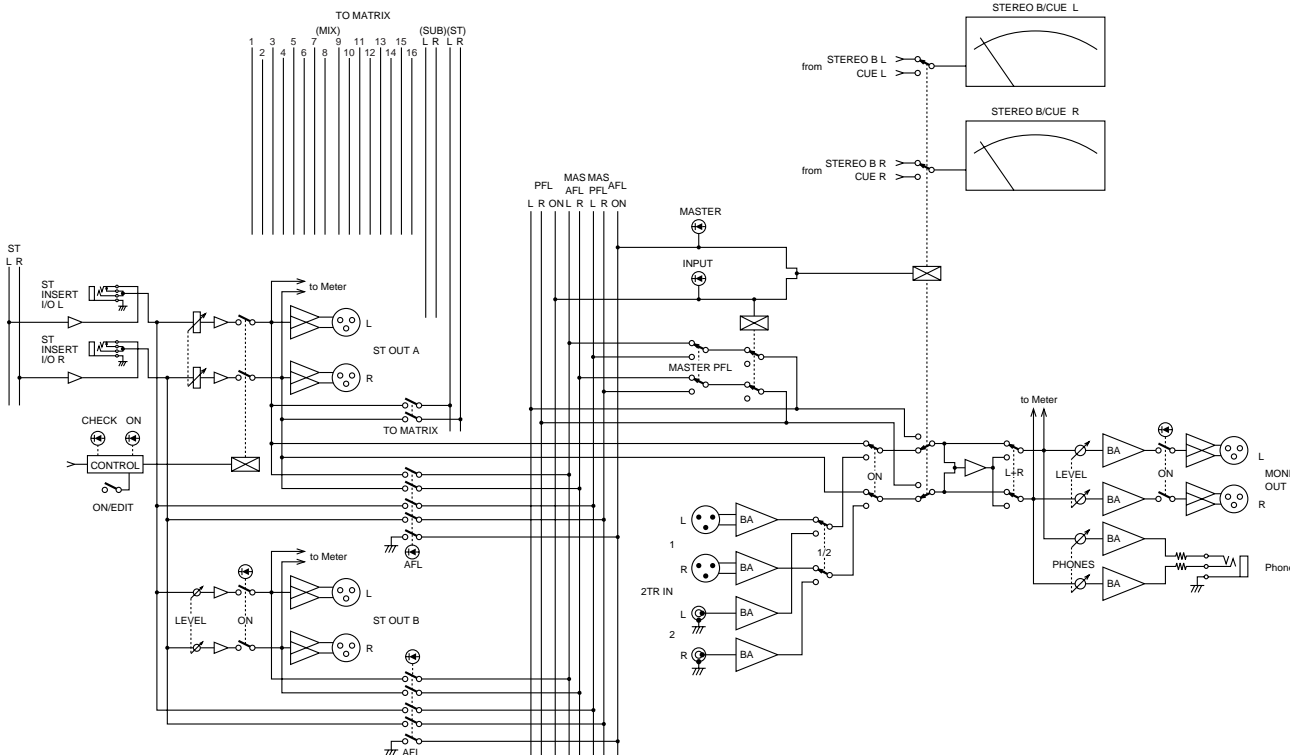 STEREO B/CUE L
TO MATRIX
(MIX) (SUB)(ST)
1 3 5 7 9 11 13 15 L R L R
2 4 6 8 10 12 14 16
from STEREO B L
CUE L
STEREO B/CUE R
from STEREO B R
CUE R
PFL MAS AFL MAS PFL AFL
L R ON L R L R ON
MASTER
INPUT
ST
L R
ST INSERT I/O L
to Meter
L
ST OUT A
R
ST INSERT I/O R
MASTER PFL
TO MATRIX
CHECK ON
CONTROL
ON/EDIT
AFL
to Meter
L
ST OUT B
R
LEVEL ON
AFL
ON
L
1
R
2TR IN
L
2
R
BA
BA
BA
BA
1/2
L+R
to Meter
LEVEL
BA
BA
ON
L
R
OUT
PHONES
BA
BA